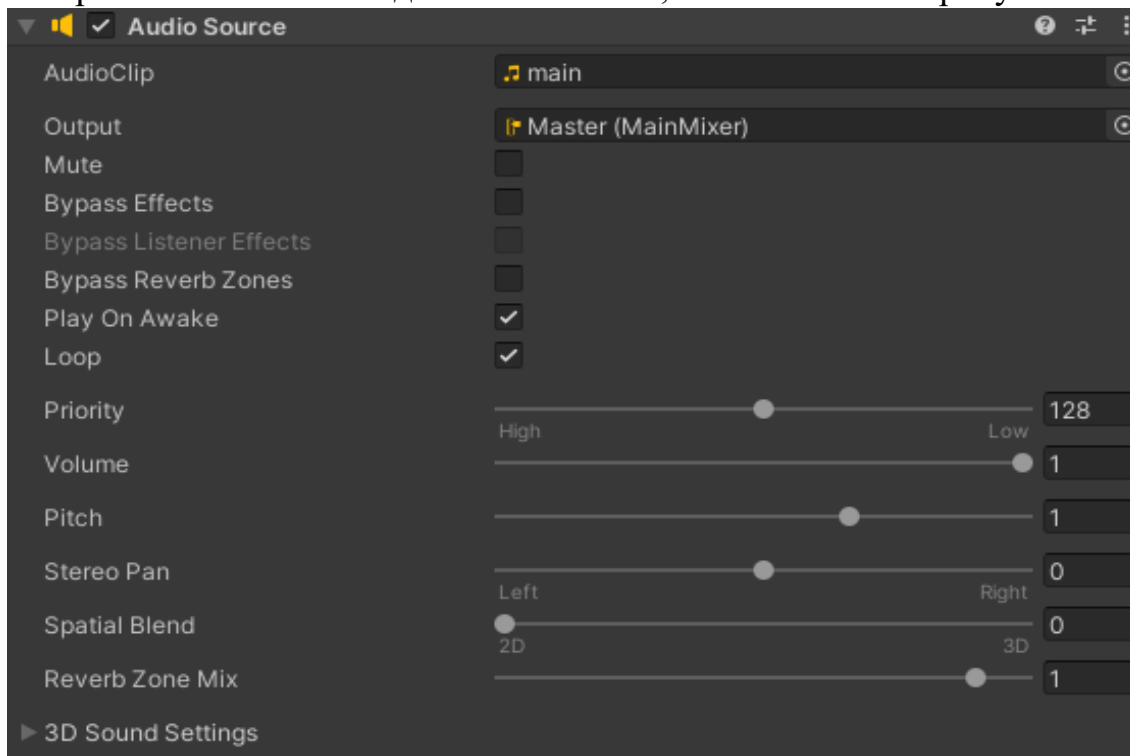 Audio Source
AudioClip main
Output Master (MainMixer)
Mute
Bypass Effects
Bypass Listener Effects
Bypass Reverb Zones
Play On Awake
Loop
Priority 128
High Low
Volume 1
Pitch 1
Stereo Pan 0
Left Right
Spatial Blend 0
2D 3D
Reverb Zone Mix 1
3D Sound Settings